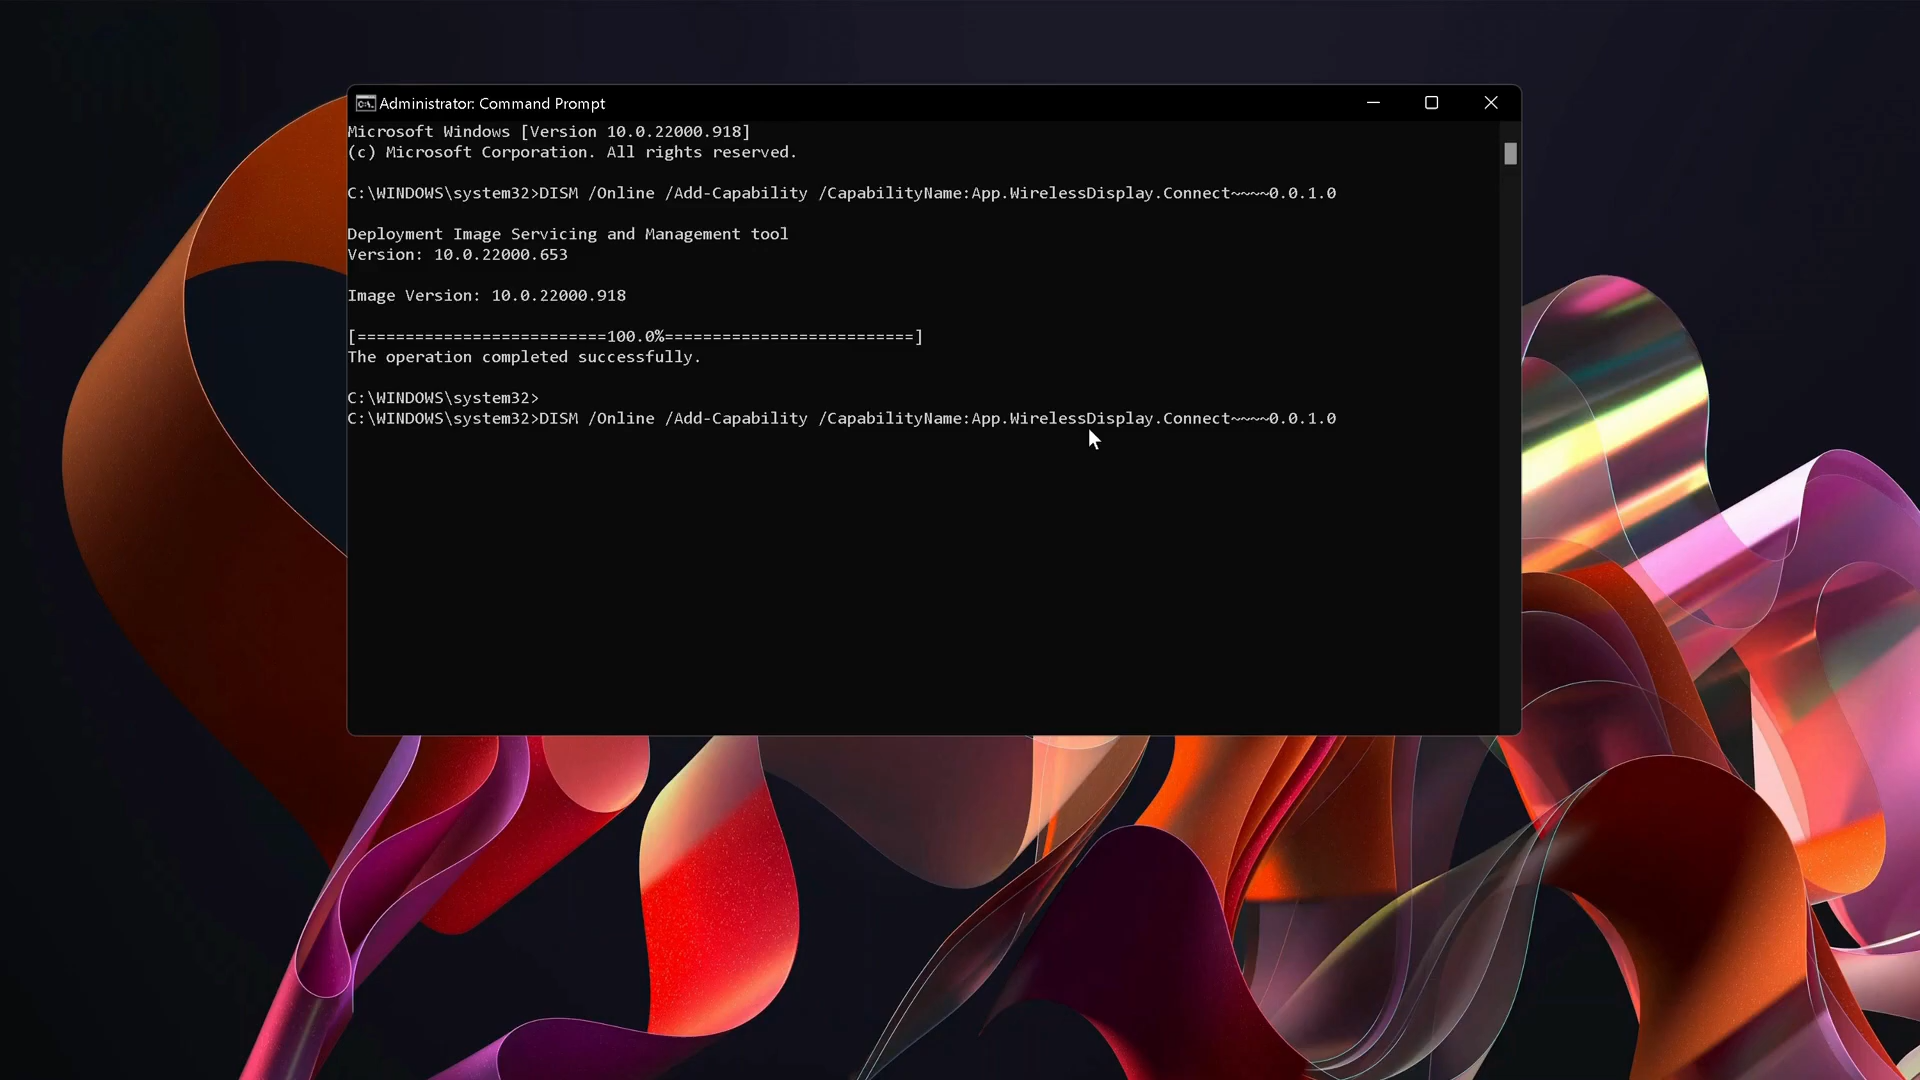 Administrator: Command Prompt
Microsoft Windows [Version 10.0.22000.918]
(c) Microsoft Corporation. All rights reserved.
C:\WINDOWS\system32>DISM /Online /Add-Capability /CapabilityName:App.WirelessDisplay.Connect~~~~0.0.1.0
Deployment Image Servicing and Management tool
Version: 10.0.22000.653
Image Version: 10.0.22000.918
[==========================100.0%==========================]
The operation completed successfully.
C:\WINDOWS\system32>
C:\WINDOWS\system32>DISM /Online /Add-Capability /CapabilityName:App.WirelessDisplay.Connect~~~~0.0.1.0